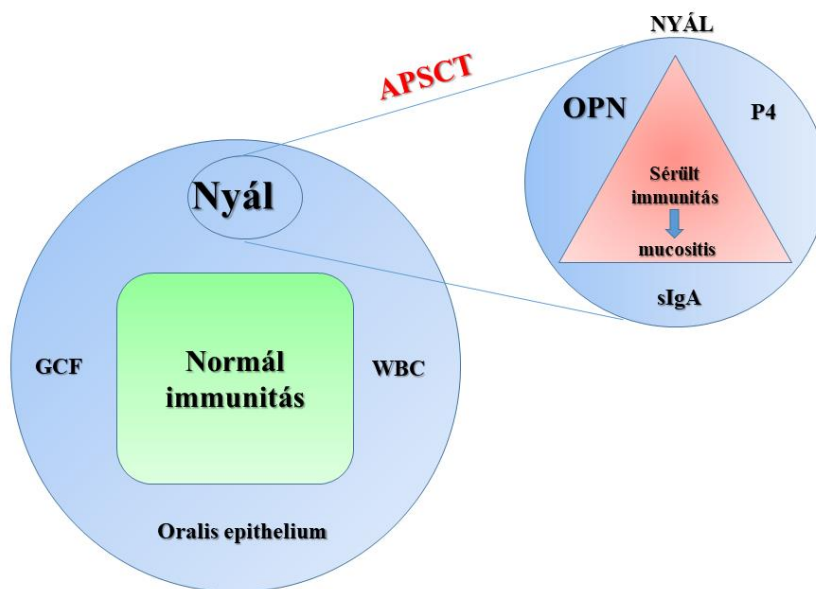 NYÁL
APSCT
OPN
P4
Sérült
immunitás
mucositis
sIgA
Nyál
GCF
Normál
immunitás
WBC
Oralis epithelium